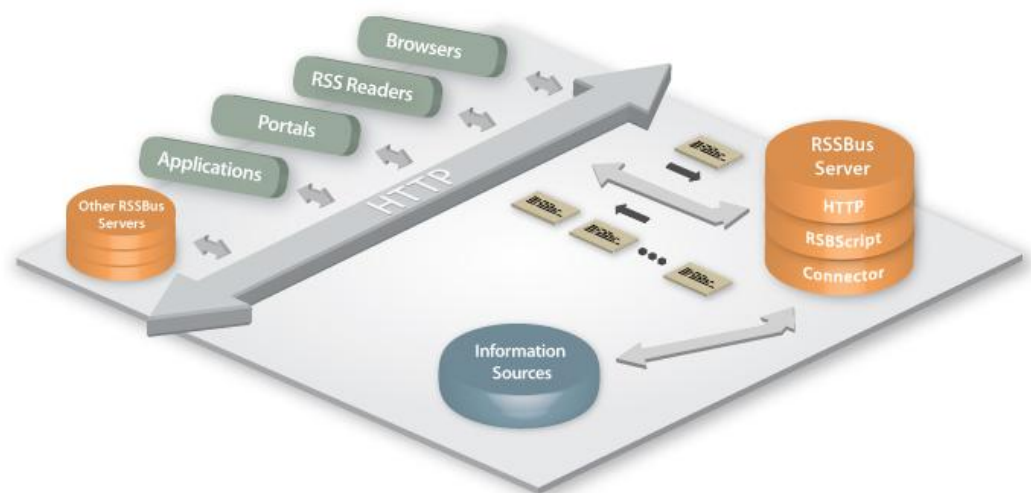 Browsers
RSS Readers
Portals
Applications
Other RSSBus
Servers
HTTP
RSSBus
Server
HTTP
RSBScript
Connector
Information
Sources